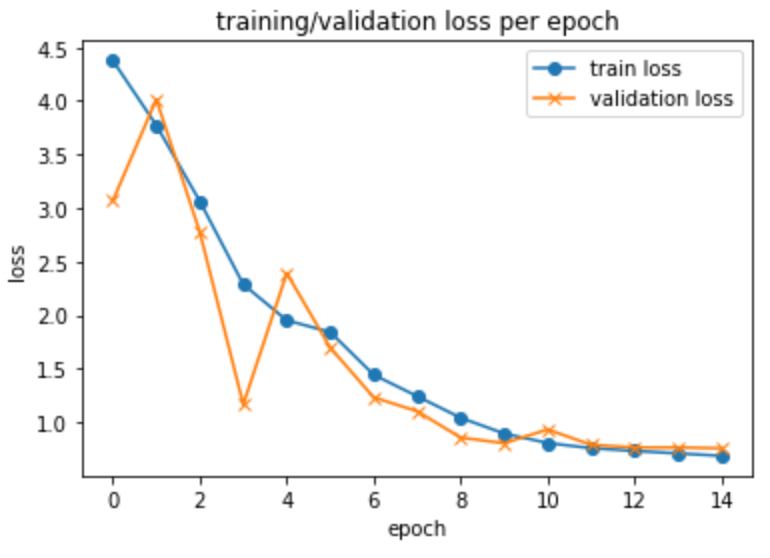 training/validation loss per epoch
4.5
4.0
3.5
3.0
2.5
2.0
1.5
1.0
loss
train loss
validation loss
0 2 4 6 8 10 12 14
epoch